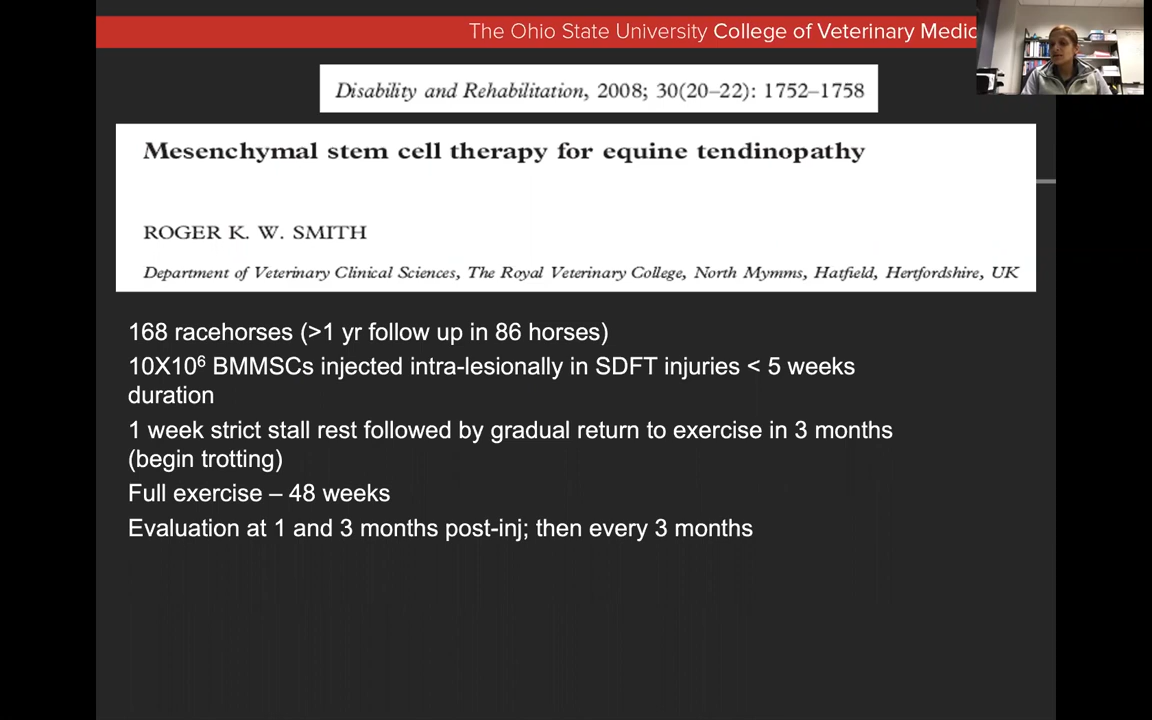 The Ohio State University College of Veterinary Medic
Disability and Rehabilitation, 2008; 30(20–22): 1752–1758
Mesenchymal stem cell therapy for equine tendinopathy
ROGER K. W. SMITH
Department of Veterinary Clinical Sciences, The Royal Veterinary College, North Mymms, Hatfield, Hertfordshire, UK
168 racehorses (>1 yr follow up in 86 horses)
10X10⁶ BMMSCs injected intra-lesionally in SDFT injuries < 5 weeks
duration
1 week strict stall rest followed by gradual return to exercise in 3 months
(begin trotting)
Full exercise – 48 weeks
Evaluation at 1 and 3 months post-inj; then every 3 months